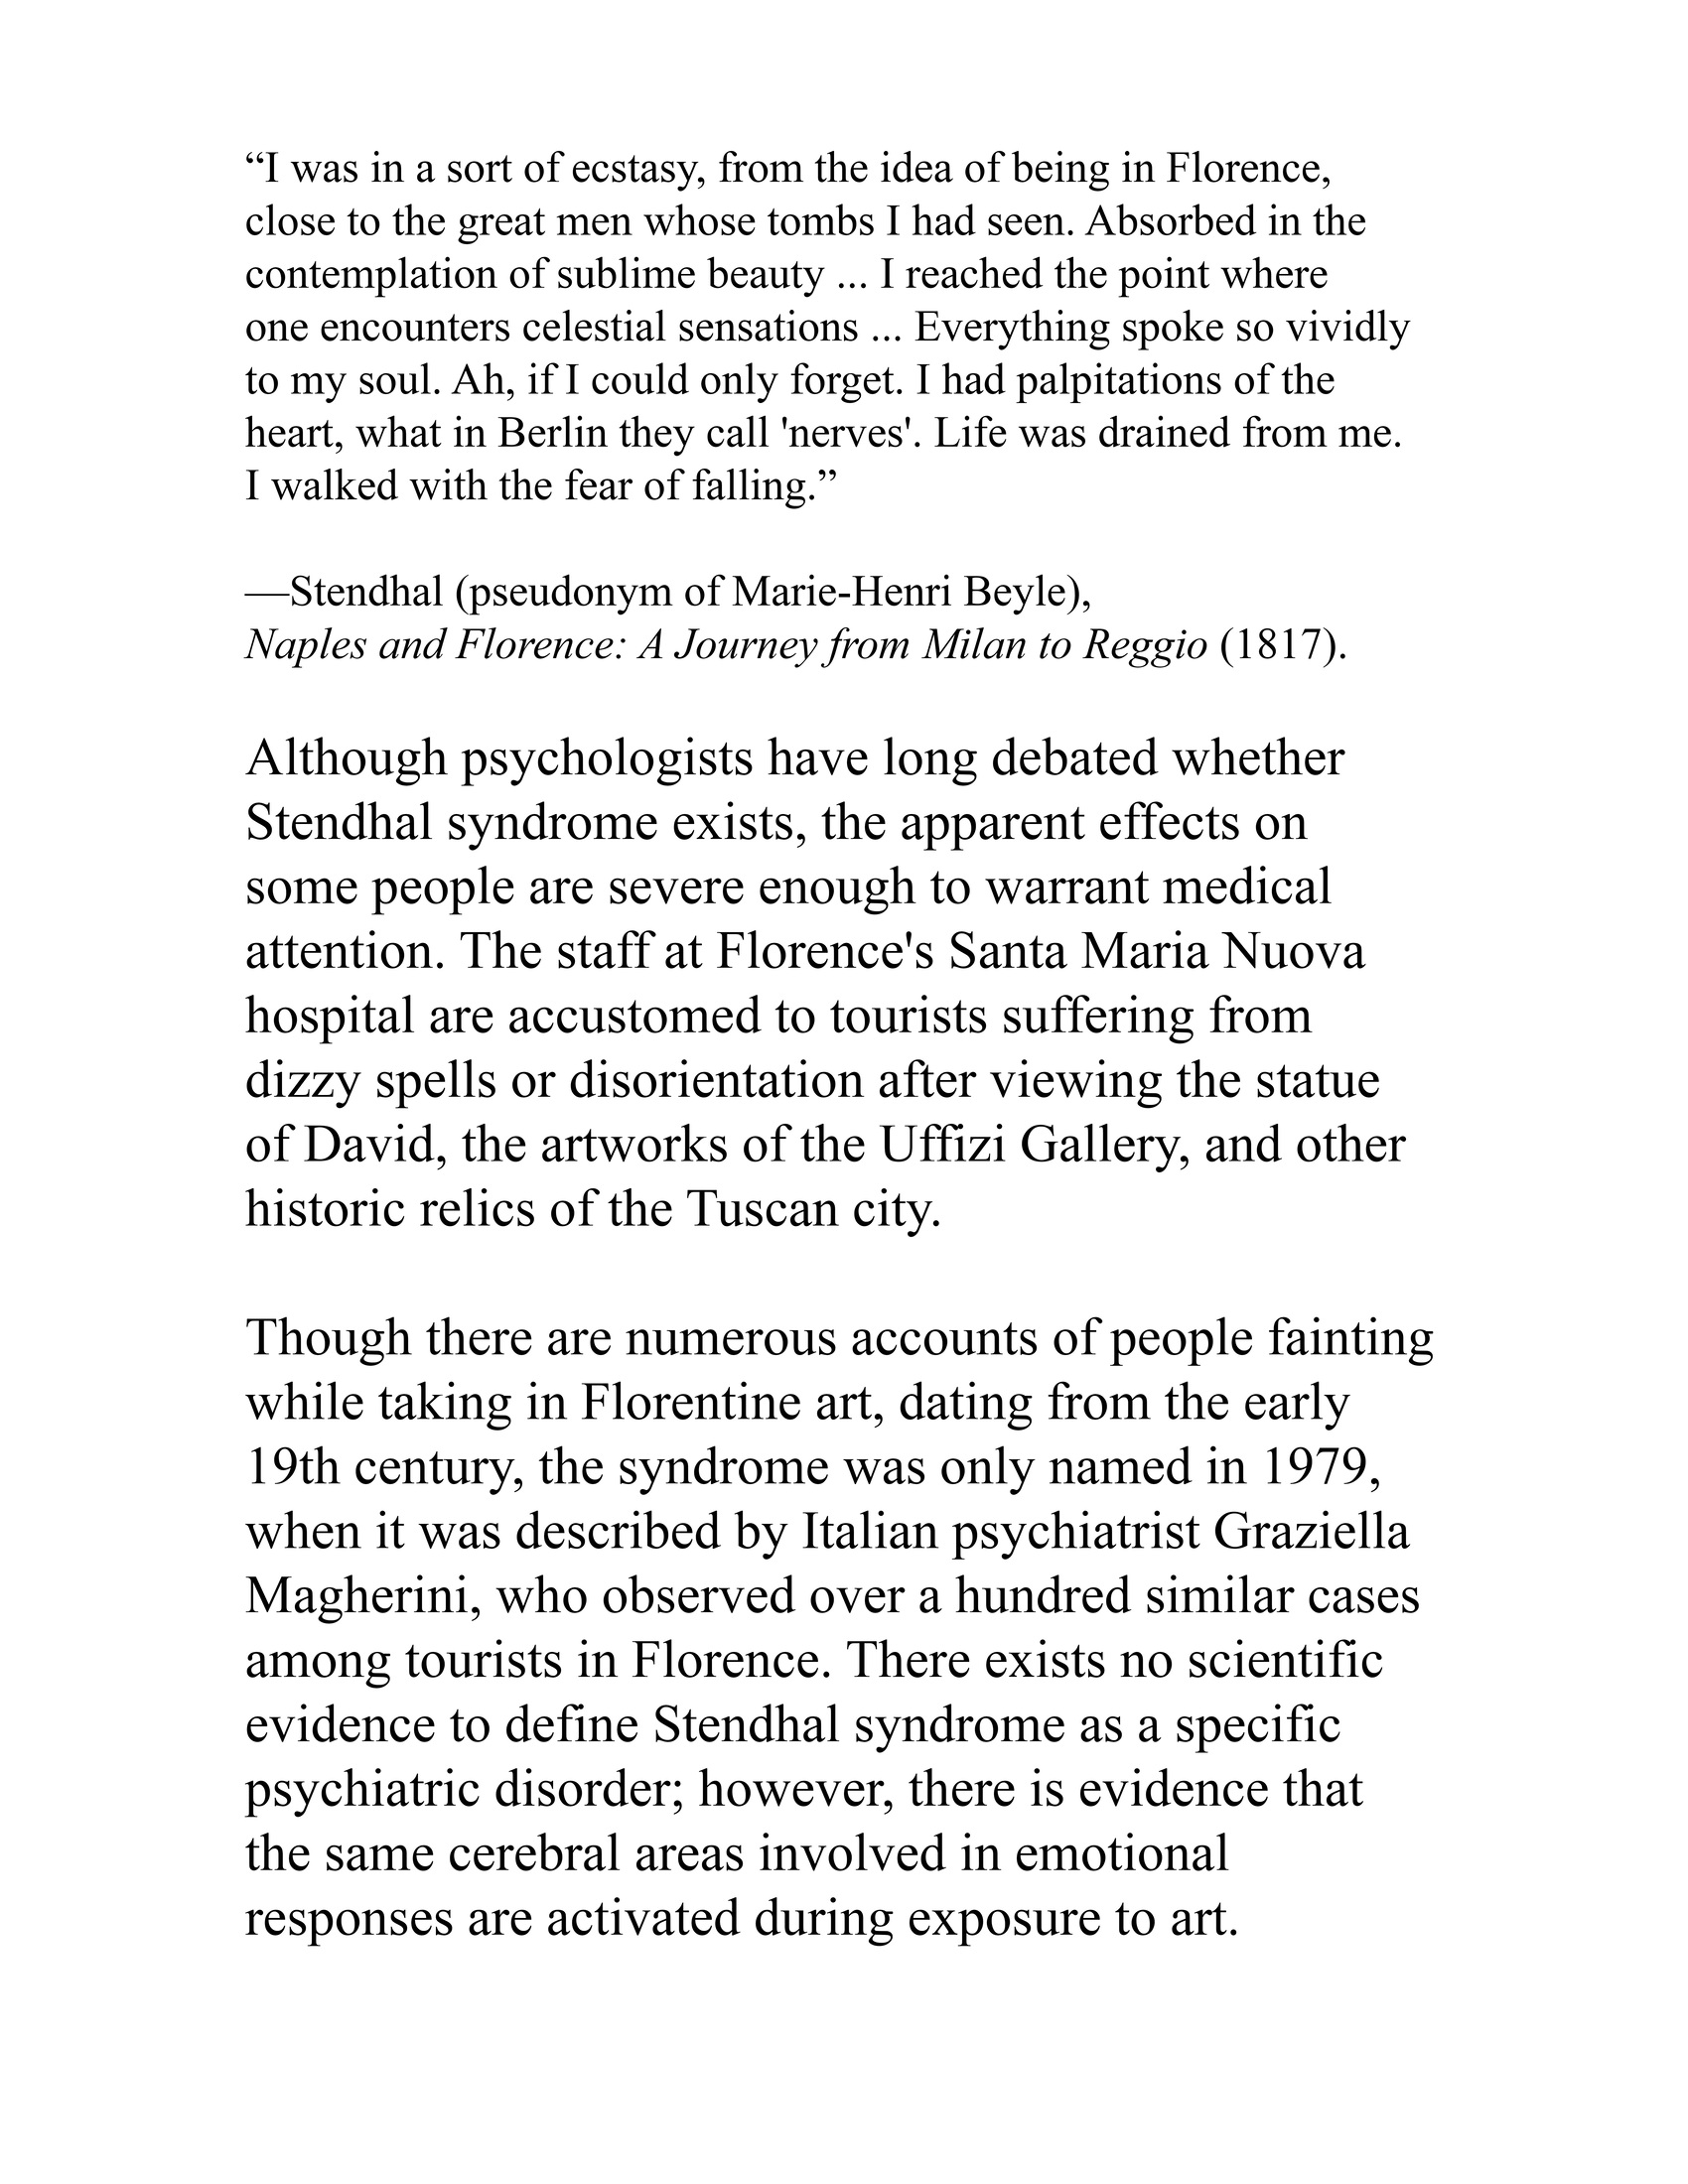 “I was in a sort of ecstasy, from the idea of being in Florence,
close to the great men whose tombs I had seen. Absorbed in the
contemplation of sublime beauty ... I reached the point where
one encounters celestial sensations ... Everything spoke so vividly
to my soul. Ah, if I could only forget. I had palpitations of the
heart, what in Berlin they call 'nerves'. Life was drained from me.
I walked with the fear of falling.”
—Stendhal (pseudonym of Marie-Henri Beyle),
Naples and Florence: A Journey from Milan to Reggio (1817).
Although psychologists have long debated whether
Stendhal syndrome exists, the apparent effects on
some people are severe enough to warrant medical
attention. The staff at Florence's Santa Maria Nuova
hospital are accustomed to tourists suffering from
dizzy spells or disorientation after viewing the statue
of David, the artworks of the Uffizi Gallery, and other
historic relics of the Tuscan city.
Though there are numerous accounts of people fainting
while taking in Florentine art, dating from the early
19th century, the syndrome was only named in 1979,
when it was described by Italian psychiatrist Graziella
Magherini, who observed over a hundred similar cases
among tourists in Florence. There exists no scientific
evidence to define Stendhal syndrome as a specific
psychiatric disorder; however, there is evidence that
the same cerebral areas involved in emotional
responses are activated during exposure to art.